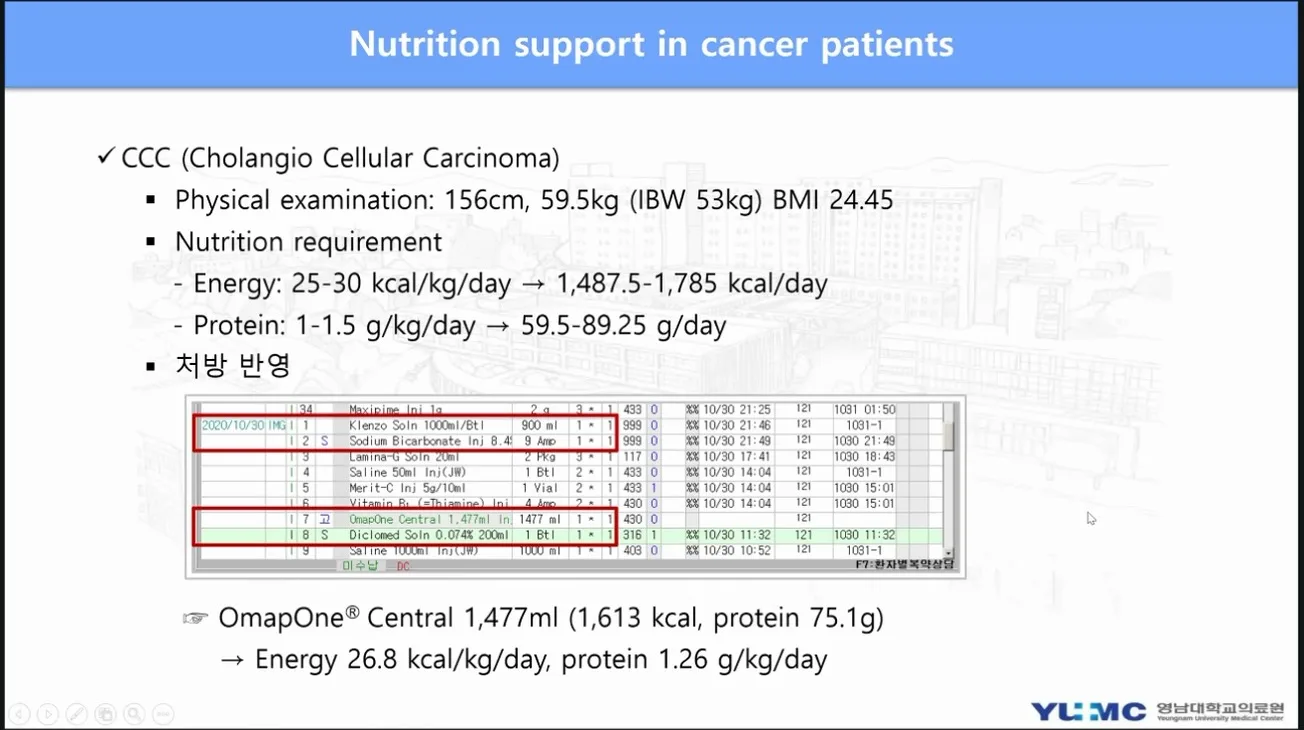 Nutrition support in cancer patients
✓ CCC (Cholangio Cellular Carcinoma)
▪ Physical examination: 156cm, 59.5kg (IBW 53kg) BMI 24.45
▪ Nutrition requirement
- Energy: 25-30 kcal/kg/day → 1,487.5-1,785 kcal/day
- Protein: 1-1.5 g/kg/day → 59.5-89.25 g/day
▪ 처방 반영
34 Maxipime Inj 1g 2 g 3 * 1 433 0 %% 10/30 21:25 121 1031 01:50
2020/10/30 IMG 1 Klenzo Soln 1000ml/Btl 900 ml 1 * 1 999 0 %% 10/30 21:46 121 1031-1
2 S Sodium Bicarbonate Inj 8.4 9 Amp 1 * 1 999 0 %% 10/30 21:49 121 1030 21:49
3 Lamina-G Soln 20ml 2 Pkg 3 * 1 117 0 %% 10/30 17:41 121 1030 18:43
4 Saline 50ml Inj(JW) 1 Btl 2 * 1 433 0 %% 10/30 14:04 121 1031-1
5 Merit-C Inj 5g/10ml 1 Vial 2 * 1 433 1 %% 10/30 14:04 121 1030 15:01
6 Vitamin B₁ (=Thiamine) Inj 4 Amp 2 * 1 430 0 %% 10/30 14:04 121 1030 15:01
7 고 OmapOne Central 1,477ml In 1477 ml 1 * 1 430 0 121
8 S Diclomed Soln 0.074% 200ml 1 Btl 1 * 1 316 1 %% 10/30 11:32 121 1030 11:32
9 Saline 1000ml Inj(JW) 1000 ml 1 * 1 403 0 %% 10/30 10:52 121 1031-1
미수납 DC F7:환자별복약상담
☞ OmapOne® Central 1,477ml (1,613 kcal, protein 75.1g)
→ Energy 26.8 kcal/kg/day, protein 1.26 g/kg/day
YUMC 영남대학교의료원
Yeungnam University Medical Center